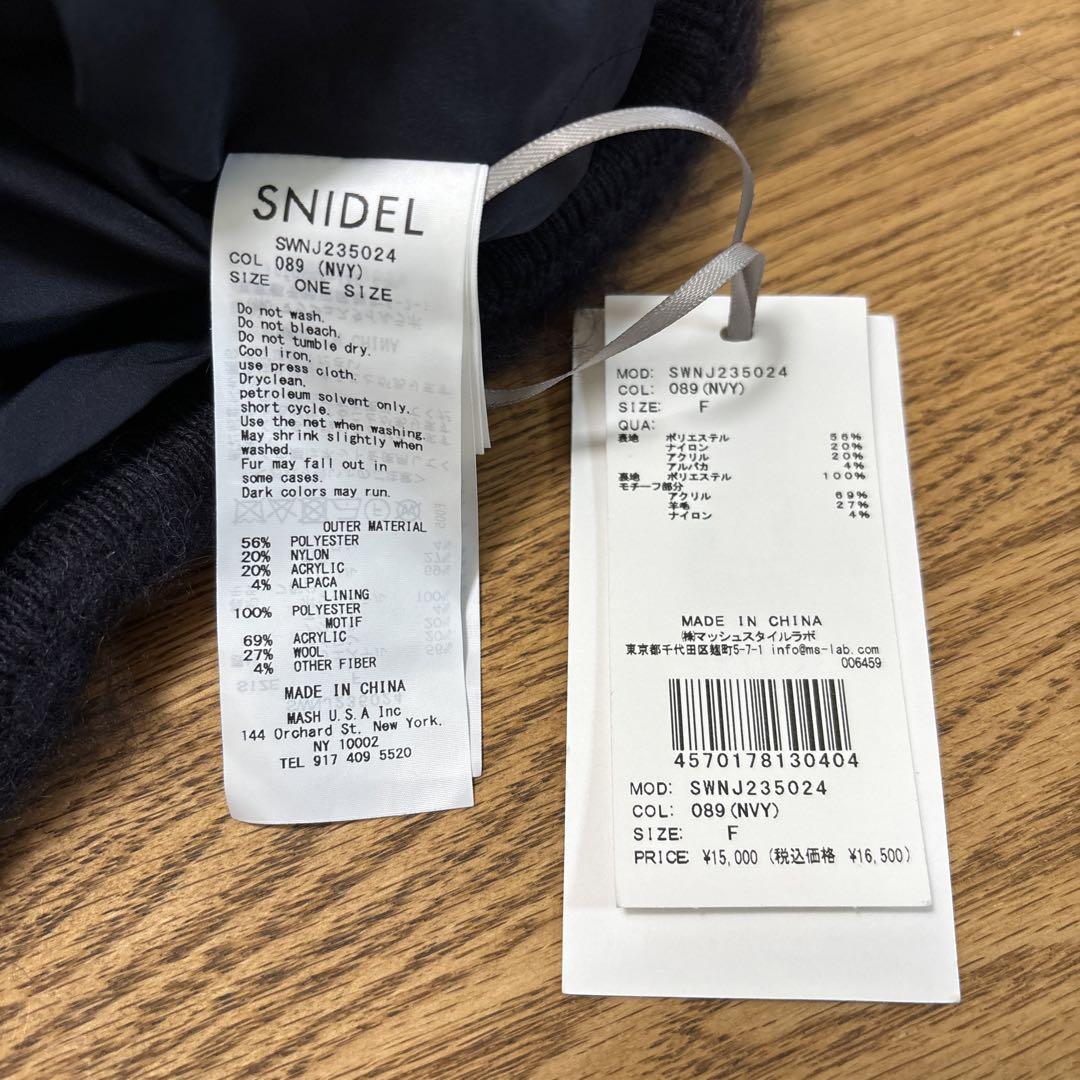 SNIDEL
SWNJ235024
COL 089 (NVY)
SIZE ONE SIZE
Do not wash.
Do not bleach.
Do not tumble dry.
Cool iron,
use press cloth.
Dryclean,
petroleum solvent only,
short cycle.
Use the net when washing.
May shrink slightly when
washed.
Fur may fall out in
some cases.
Dark colors may run.
OUTER MATERIAL
56% POLYESTER
20% NYLON
20% ACRYLIC
4% ALPACA
LINING
100% POLYESTER
MOTIF
69% ACRYLIC
27% WOOL
4% OTHER FIBER
MADE IN CHINA
MASH U.S.A Inc
144 Orchard St. New York.
NY 10002
TEL 917 409 5520
MOD: SWNJ235024
COL: 089(NVY)
SIZE: F
QUA:
表地 ポリエステル 56%
ナイロン 20%
アクリル 20%
アルパカ 4%
裏地 ポリエステル 100%
モチーフ部分
アクリル 69%
羊毛 27%
ナイロン 4%
MADE IN CHINA
㈱マッシュスタイルラボ
東京都千代田区麹町5-7-1 info@ms-lab.com
006459
4570178130404
MOD: SWNJ235024
COL: 089(NVY)
SIZE: F
PRICE: ¥15,000 (税込価格 ¥16,500)